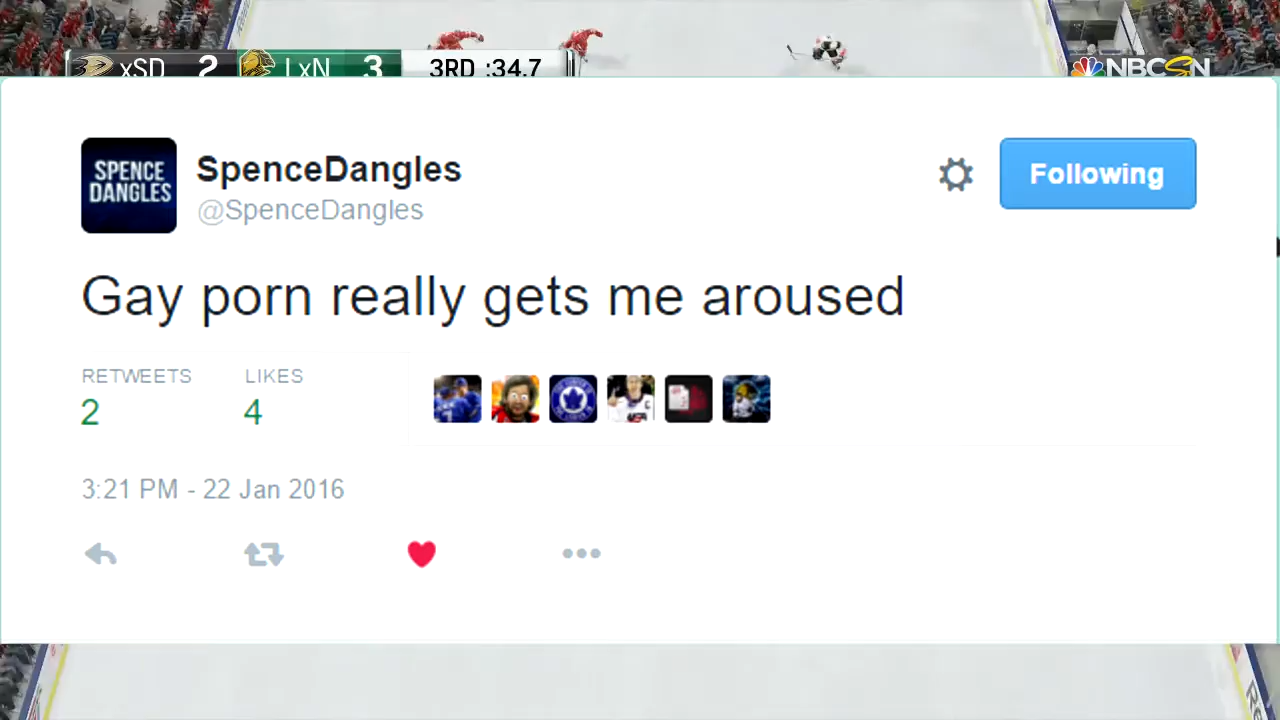 xSD 2 LxN 3 3RD :34.7
NBCSN
SPENCE
DANGLES
SpenceDangles
@SpenceDangles
Following
Gay porn really gets me aroused
RETWEETS LIKES
2 4
3:21 PM - 22 Jan 2016